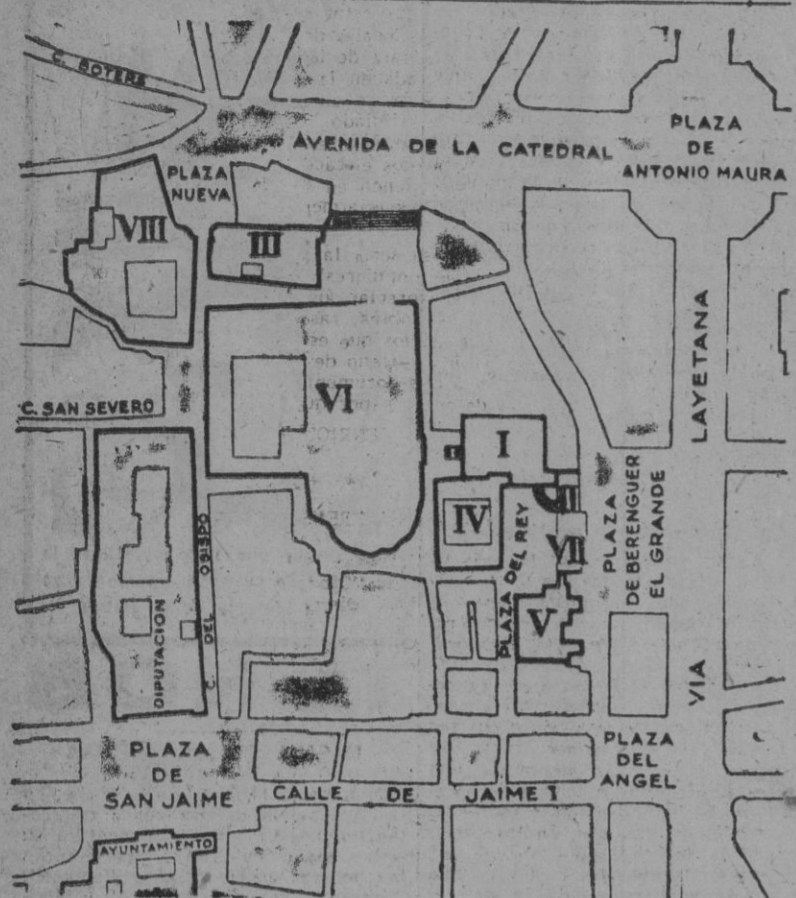 C. BOTERS
AVENIDA DE LA CATEDRAL
PLAZA
DE
ANTONIO MAURA
PLAZA
NUEVA
VIII
III
VI
C. SAN SEVERO
LAYETANA
I
II
IV
VII
V
PLAZA DEL REY
PLAZA
DE BERENGUER
EL GRANDE
C. DEL OBISPO
DIPUTACION
VIA
PLAZA
DE
SAN JAIME
CALLE DE JAIME I
PLAZA
DEL
ANGEL
AYUNTAMIENTO